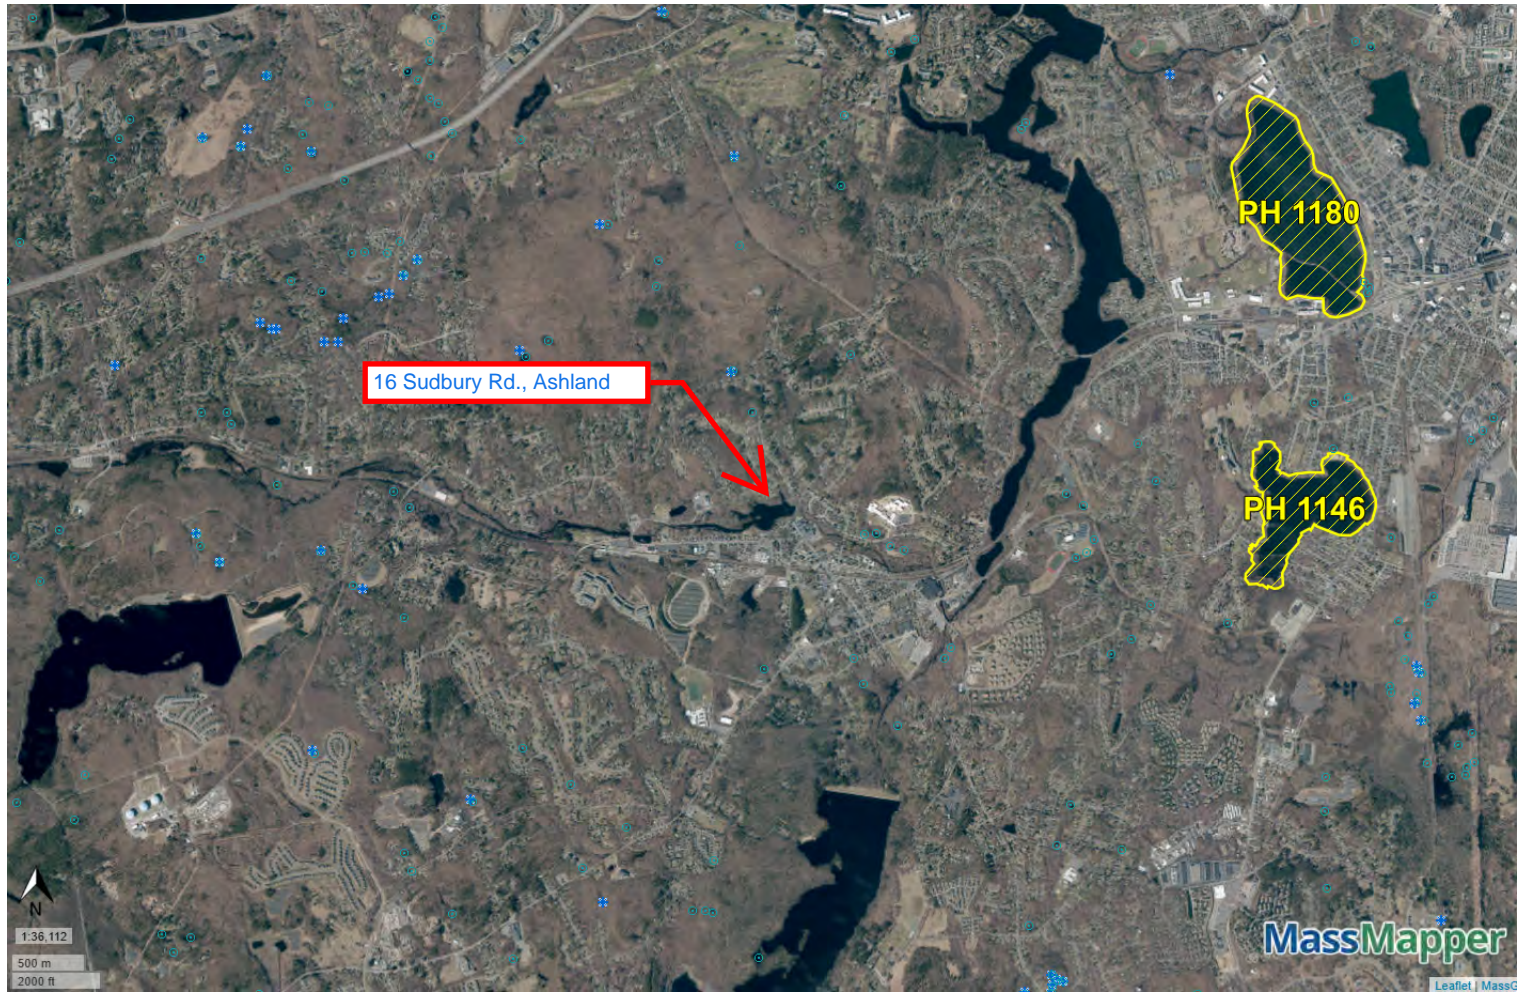 PH 1180
16 Sudbury Rd., Ashland
PH 1146
N
1:36,112
500 m
2000 ft
MassMapper
Leaflet | MassG